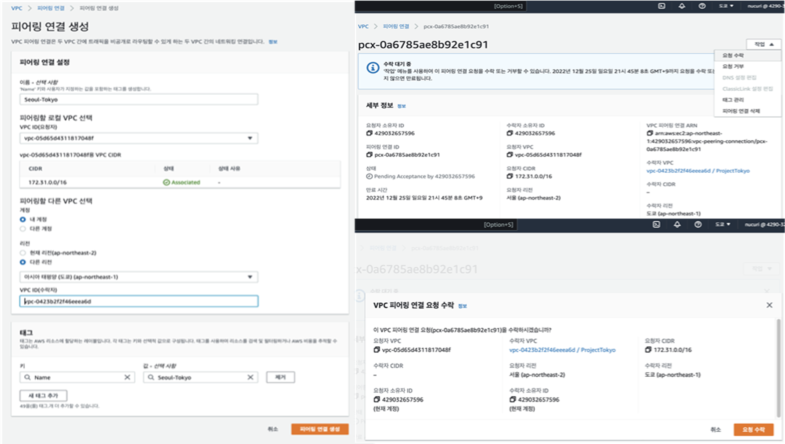 VPC > 피어링 연결 > 피어링 연결 생성
피어링 연결 생성
VPC 피어링 연결은 두 VPC 간에 트래픽을 비공개로 라우팅할 수 있게 하는 두 VPC 간의 네트워킹 연결입니다. 정보
피어링 연결 설정
이름 - 선택 사항
'Name' 키와 사용자가 지정하는 값을 포함하는 태그를 생성합니다.
Seoul-Tokyo
피어링할 로컬 VPC 선택
VPC ID(요청자)
vpc-05d65d4311817048f
vpc-05d65d4311817048f용 VPC CIDR
CIDR 상태 상태 사유
172.31.0.0/16 Associated -
피어링할 다른 VPC 선택
계정
내 계정
다른 계정
리전
현재 리전(ap-northeast-2)
다른 리전
아시아 태평양 (도쿄) (ap-northeast-1)
VPC ID(수락자)
vpc-0423b2f2f46eeea6d
태그
태그는 AWS 리소스에 할당하는 레이블입니다. 각 태그는 키와 선택적 값으로 구성됩니다. 태그를 사용하여 리소스를 검색 및 필터링하거나 AWS 비용을 추적할 수 있습니다.
키 값 - 선택 사항
Name Seoul-Tokyo 제거
새 태그 추가
49을(를) 태그.개 더 추가할 수 있습니다.
취소 피어링 연결 생성
[Option+S] 도쿄
VPC > 피어링 연결 > pcx-0a6785ae8b92e1c91
pcx-0a6785ae8b92e1c91
작업
요청 수락
요청 거부
DNS 설정 편집
ClassicLink 설정 편집
태그 관리
피어링 연결 삭제
수락 대기 중
'작업' 메뉴를 사용하여 이 피어링 연결 요청을 수락 또는 거부할 수 있습니다. 2022년 12월 25일 일요일 21시 45분 8초 GMT+9까지 요청을 수락 또는
지 않으면 만료됩니다.
세부 정보 정보
요청자 소유자 ID 수락자 소유자 ID VPC 피어링 연결 ARN
429032657596 429032657596 arn:aws:ec2:ap-northeast-
1:429032657596:vpc-peering-connection/pcx-
0a6785ae8b92e1c91
피어링 연결 ID 요청자 VPC
pcx-0a6785ae8b92e1c91 vpc-05d65d4311817048f
수락자 VPC
vpc-0423b2f2f46eeea6d / ProjectTokyo
상태 요청자 CIDR
Pending Acceptance by 429032657596 172.31.0.0/16
수락자 CIDR
–
만료 시간 요청자 리전
2022년 12월 25일 일요일 21시 45분 8초 GMT+9 서울 (ap-northeast-2)
수락자 리전
도쿄 (ap-northeast-1)
[Option+S] 도쿄
x-0a6785ae8b92e1c91
VPC 피어링 연결 요청 수락 정보
이 VPC 피어링 연결 요청(pcx-0a6785ae8b92e1c91)을 수락하시겠습니까?
요청자 VPC 수락자 VPC 요청자 CIDR
vpc-05d65d4311817048f vpc-0423b2f2f46eeea6d / ProjectTokyo 172.31.0.0/16
수락자 CIDR 요청자 리전 수락자 리전
– 서울 (ap-northeast-2) 도쿄 (ap-northeast-1)
요청자 소유자 ID 수락자 소유자 ID
429032657596 429032657596
(현재 계정) (현재 계정)
취소 요청 수락